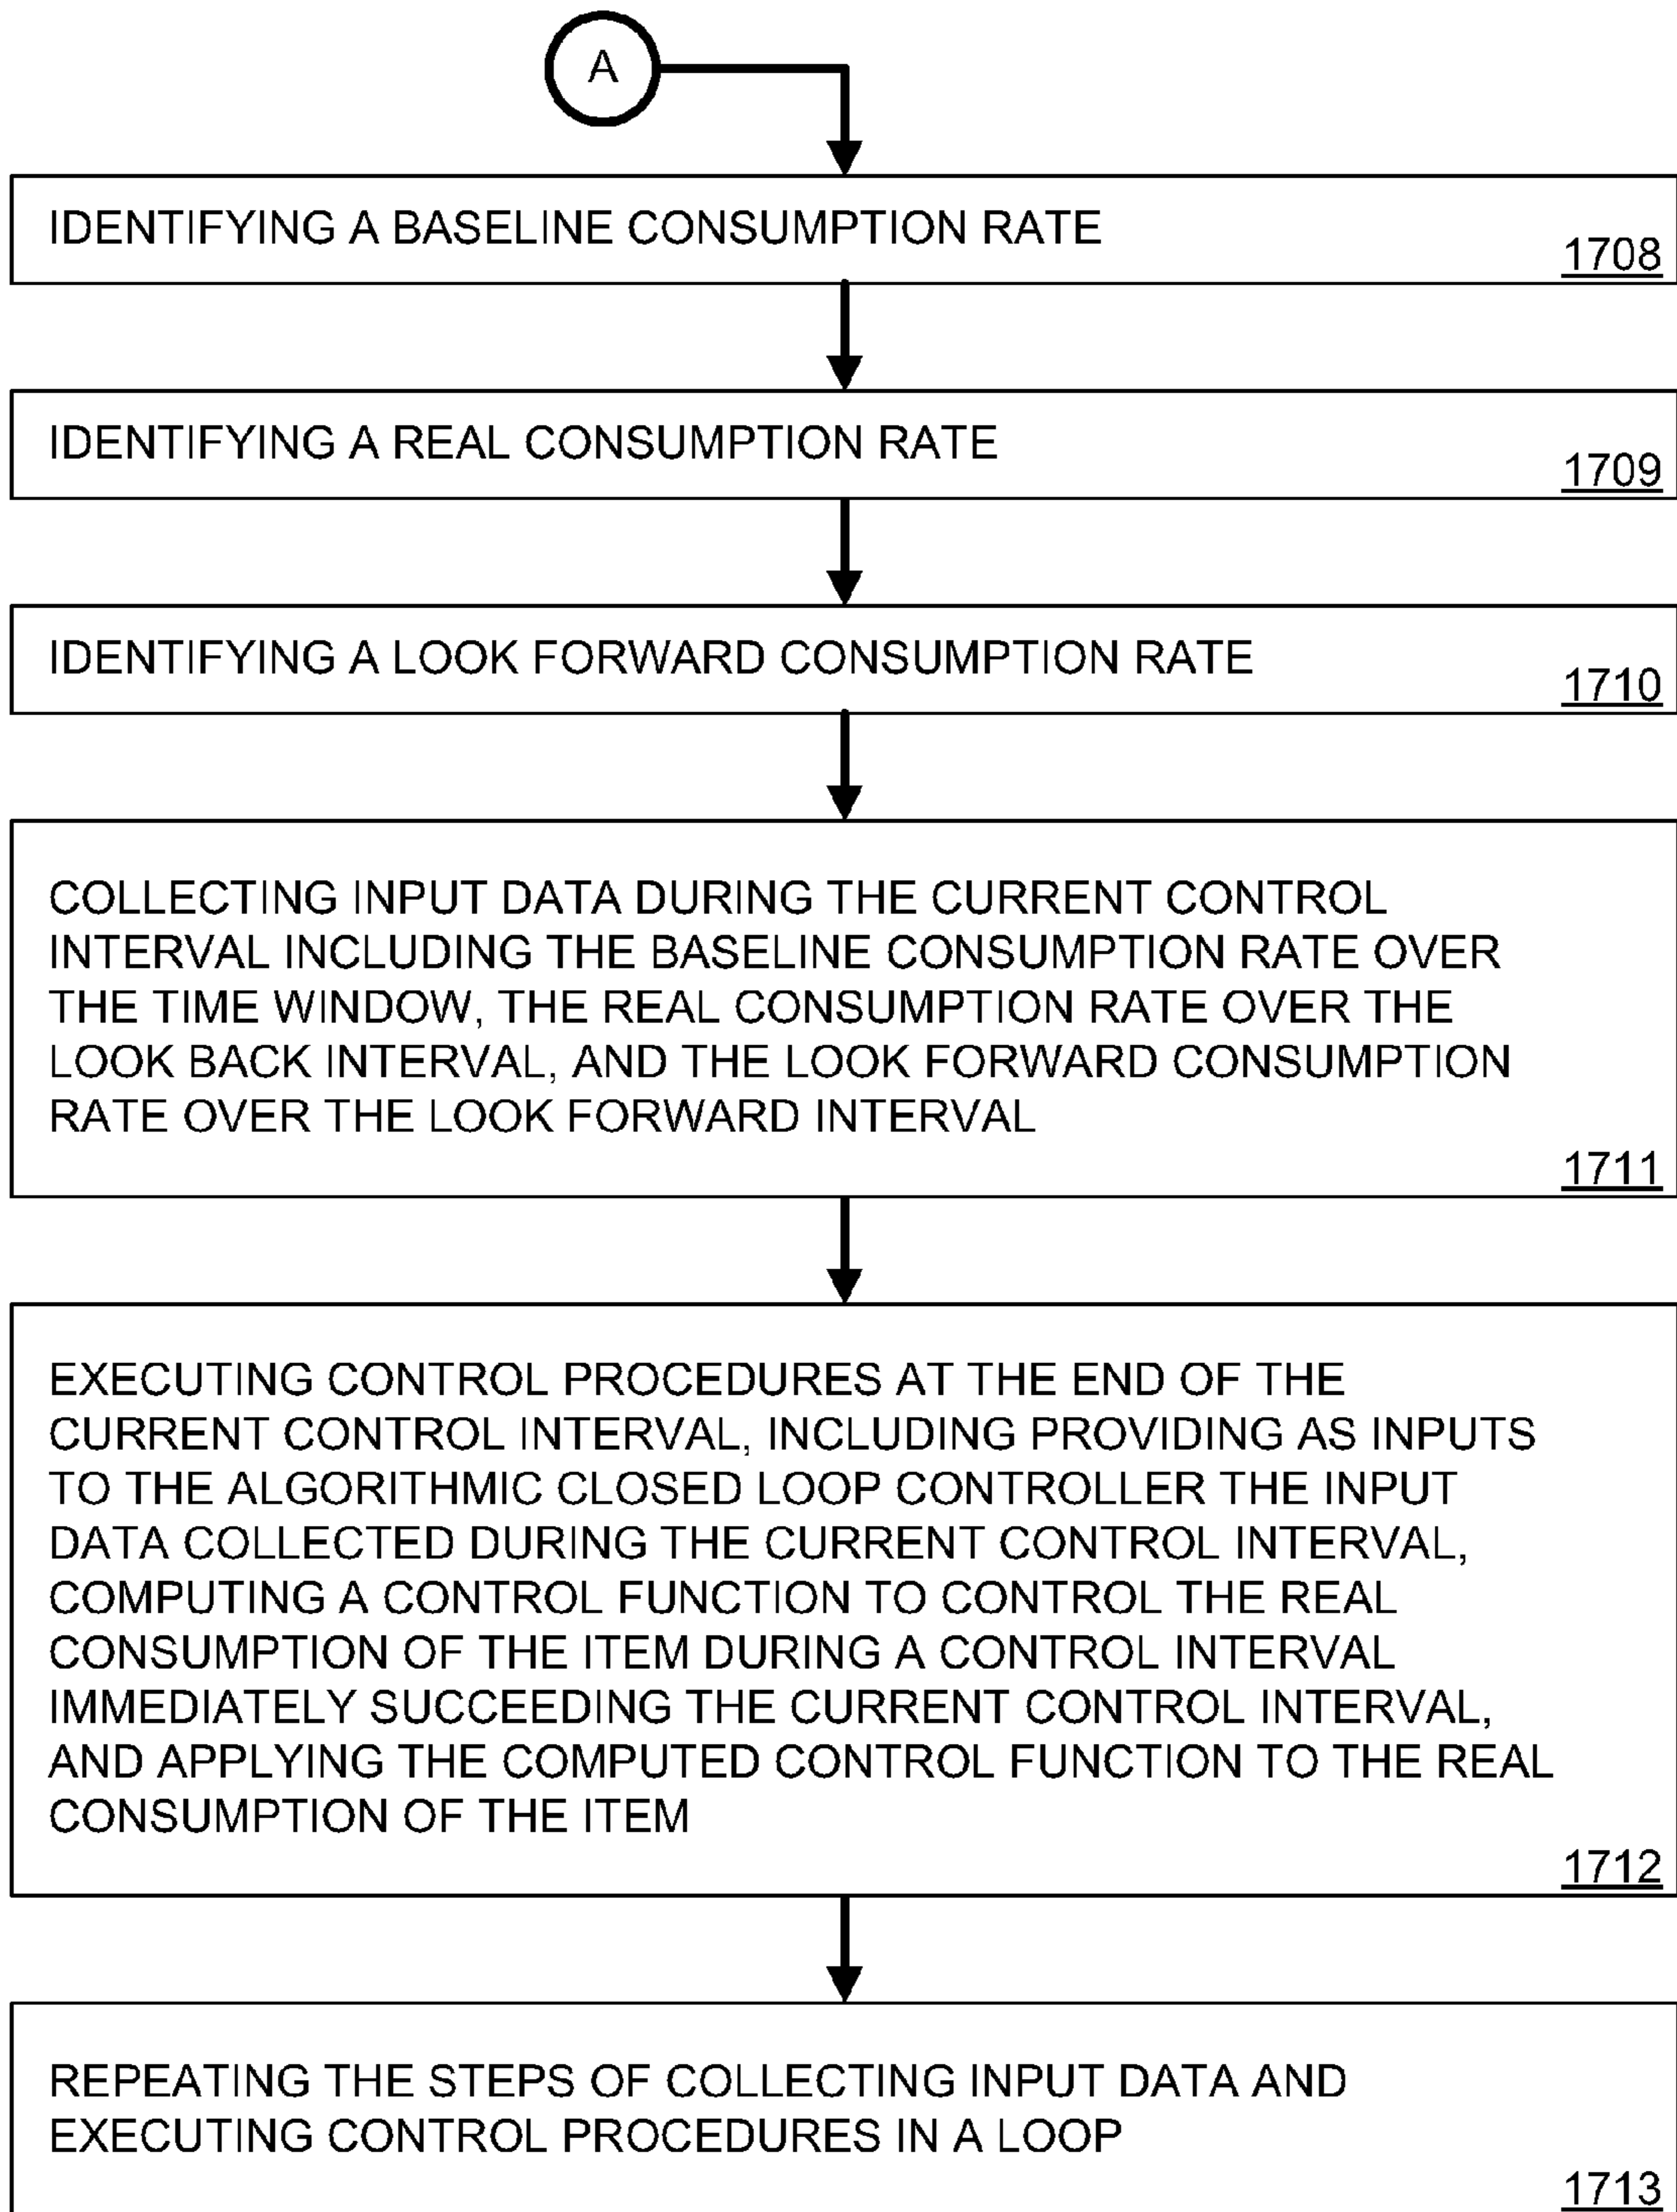 A
IDENTIFYING A BASELINE CONSUMPTION RATE
1708
IDENTIFYING A REAL CONSUMPTION RATE
1709
IDENTIFYING A LOOK FORWARD CONSUMPTION RATE
1710
COLLECTING INPUT DATA DURING THE CURRENT CONTROL
INTERVAL INCLUDING THE BASELINE CONSUMPTION RATE OVER
THE TIME WINDOW, THE REAL CONSUMPTION RATE OVER THE
LOOK BACK INTERVAL, AND THE LOOK FORWARD CONSUMPTION
RATE OVER THE LOOK FORWARD INTERVAL
1711
EXECUTING CONTROL PROCEDURES AT THE END OF THE
CURRENT CONTROL INTERVAL, INCLUDING PROVIDING AS INPUTS
TO THE ALGORITHMIC CLOSED LOOP CONTROLLER THE INPUT
DATA COLLECTED DURING THE CURRENT CONTROL INTERVAL,
COMPUTING A CONTROL FUNCTION TO CONTROL THE REAL
CONSUMPTION OF THE ITEM DURING A CONTROL INTERVAL
IMMEDIATELY SUCCEEDING THE CURRENT CONTROL INTERVAL,
AND APPLYING THE COMPUTED CONTROL FUNCTION TO THE REAL
CONSUMPTION OF THE ITEM
1712
REPEATING THE STEPS OF COLLECTING INPUT DATA AND
EXECUTING CONTROL PROCEDURES IN A LOOP
1713